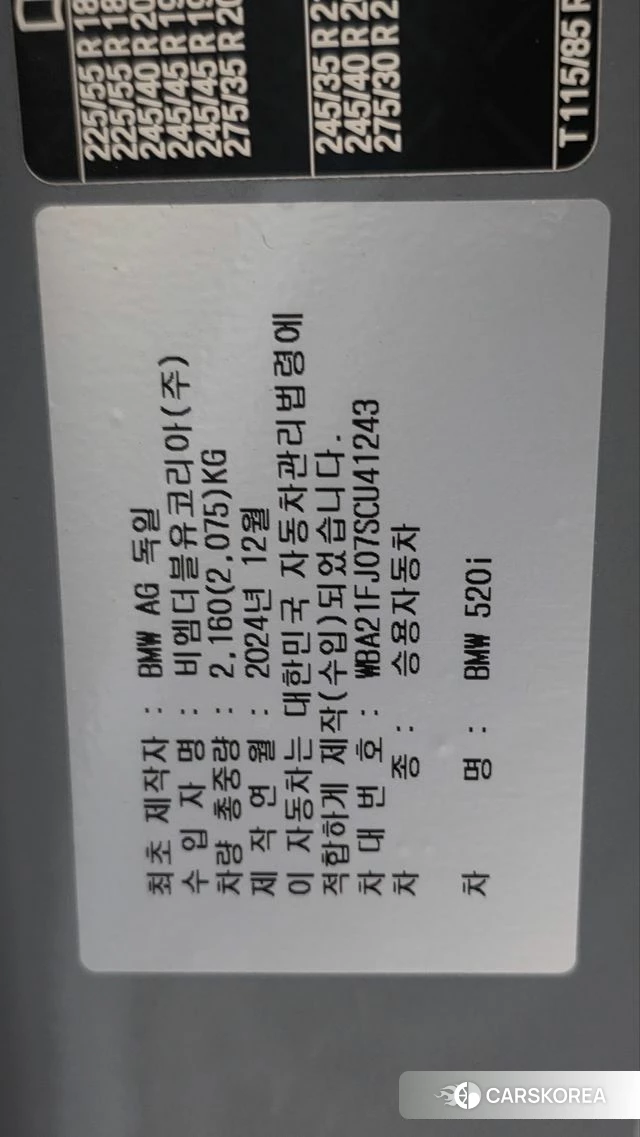 225/55 R 18
225/55 R 18
245/40 R 20
245/45 R 19
245/45 R 19
275/35 R 20
245/35 R 21
245/40 R 20
275/30 R 21
T 115/85 R
최초 제작자 : BMW AG 독일
수 입 자 명 : 비엠더블유코리아(주)
차량 총중량 : 2,160(2,075)KG
제 작 연 월 : 2024년 12월
이 자동차는 대한민국 자동차관리법령에
적합하게 제작(수입)되었습니다.
차 대 번 호 : WBA21FJ07SCU41243
차 종 : 승용자동차
차 명 : BMW 520i
CARSKOREA